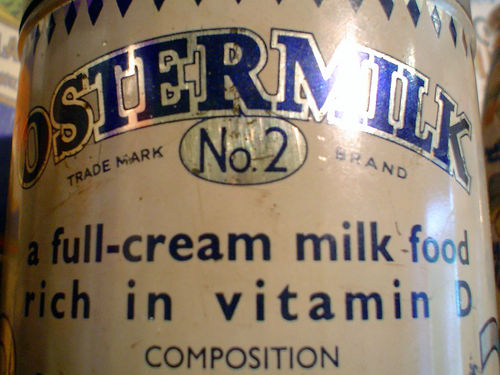 OSTERMILK
No. 2
TRADE MARK BRAND
a full-cream milk food
rich in vitamin D
COMPOSITION